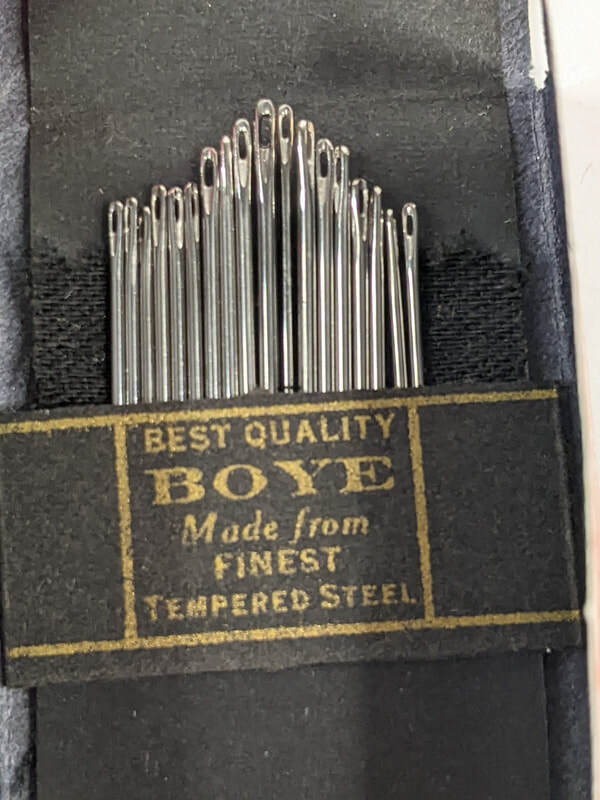 BEST QUALITY
BOYE
Made from
FINEST
TEMPERED STEEL